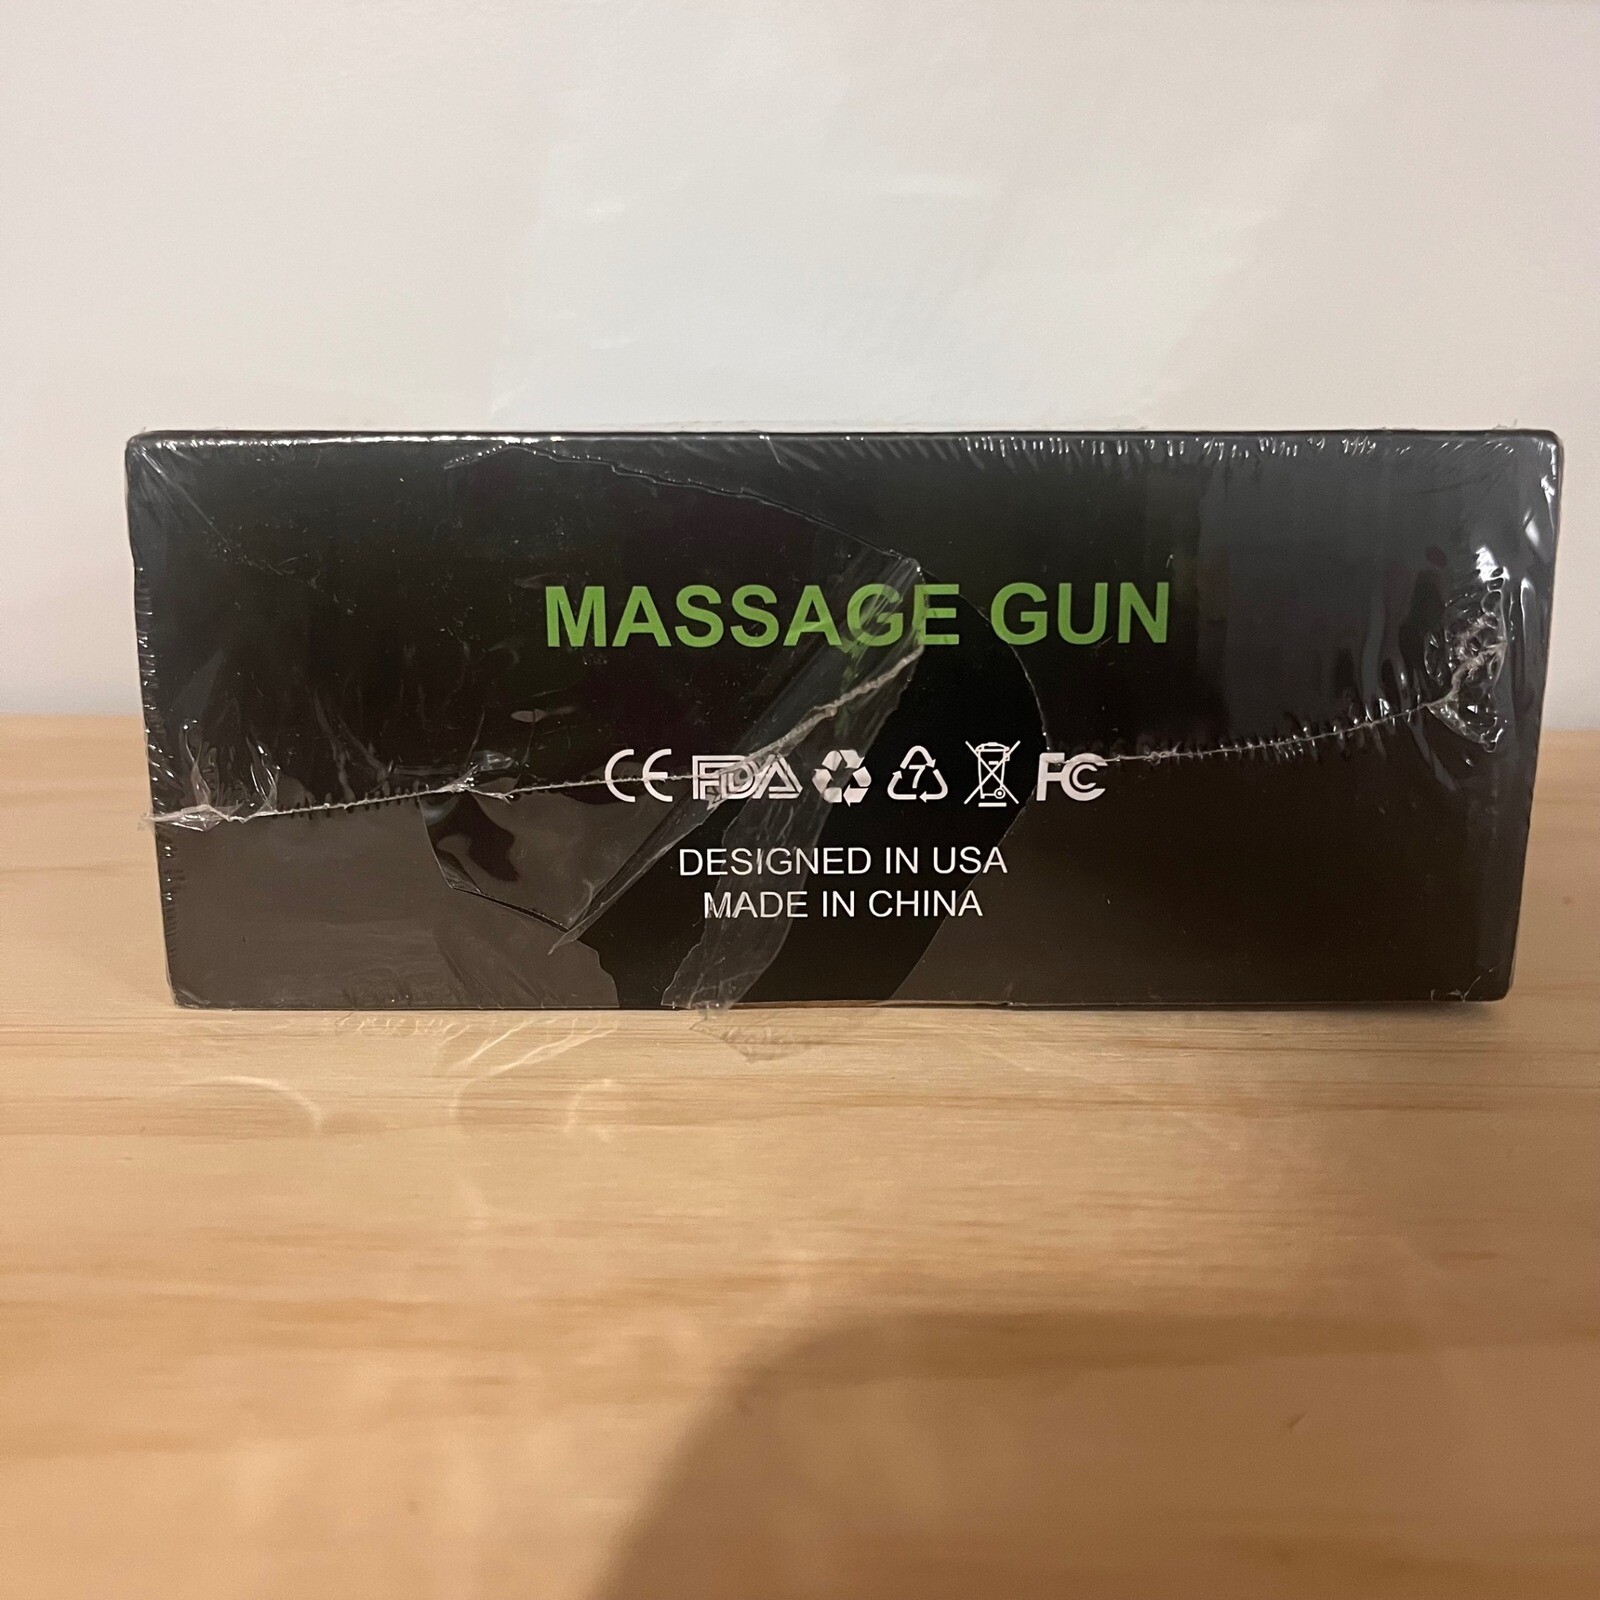 MASSAGE GUN
CE FDA 7 FC
DESIGNED IN USA
MADE IN CHINA